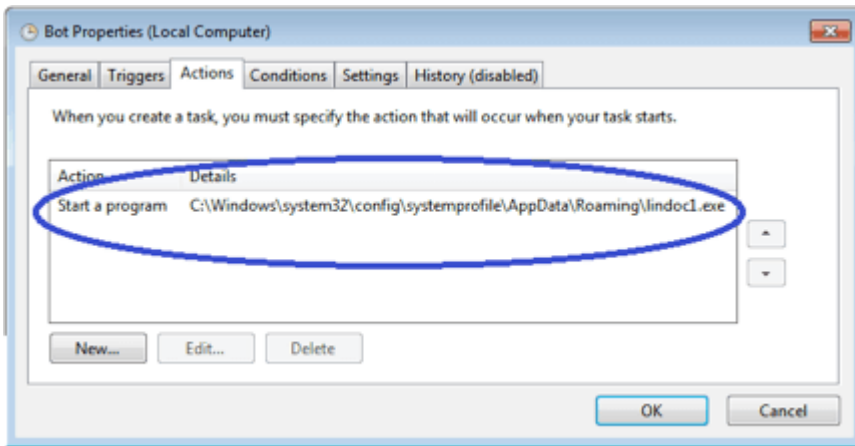 Bot Properties (Local Computer)
General Triggers Actions Conditions Settings History (disabled)
When you create a task, you must specify the action that will occur when your task starts.
Action Details
Start a program C:\Windows\system32\config\systemprofile\AppData\Roaming\lindoc1.exe
New... Edit... Delete
OK Cancel